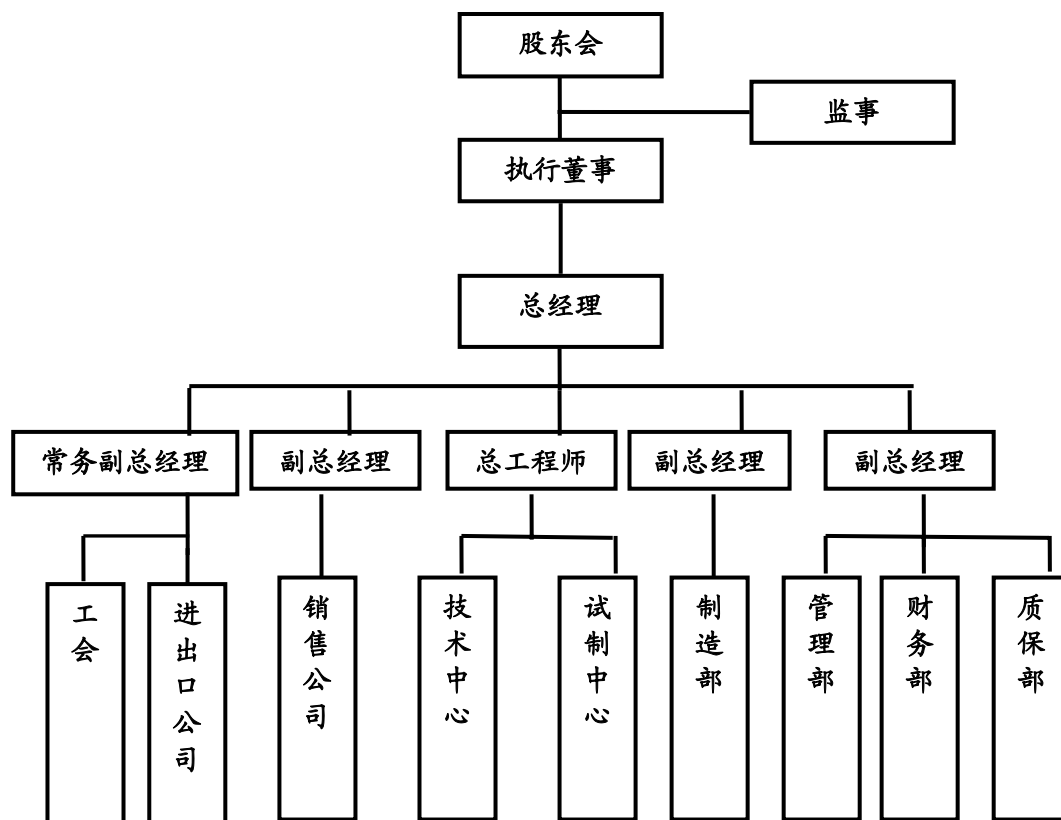 股东会
监事
执行董事
总经理
常务副总经理
副总经理
总工程师
副总经理
副总经理
工会
进出口公司
销售公司
技术中心
试制中心
制造部
管理部
财务部
质保部